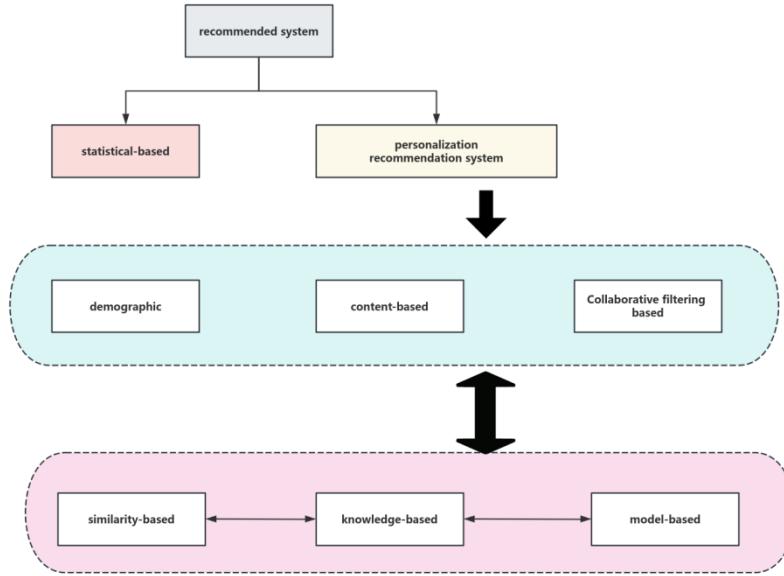 recommended system
statistical-based
personalization
recommendation system
demographic
content-based
Collaborative filtering
based
similarity-based
knowledge-based
model-based